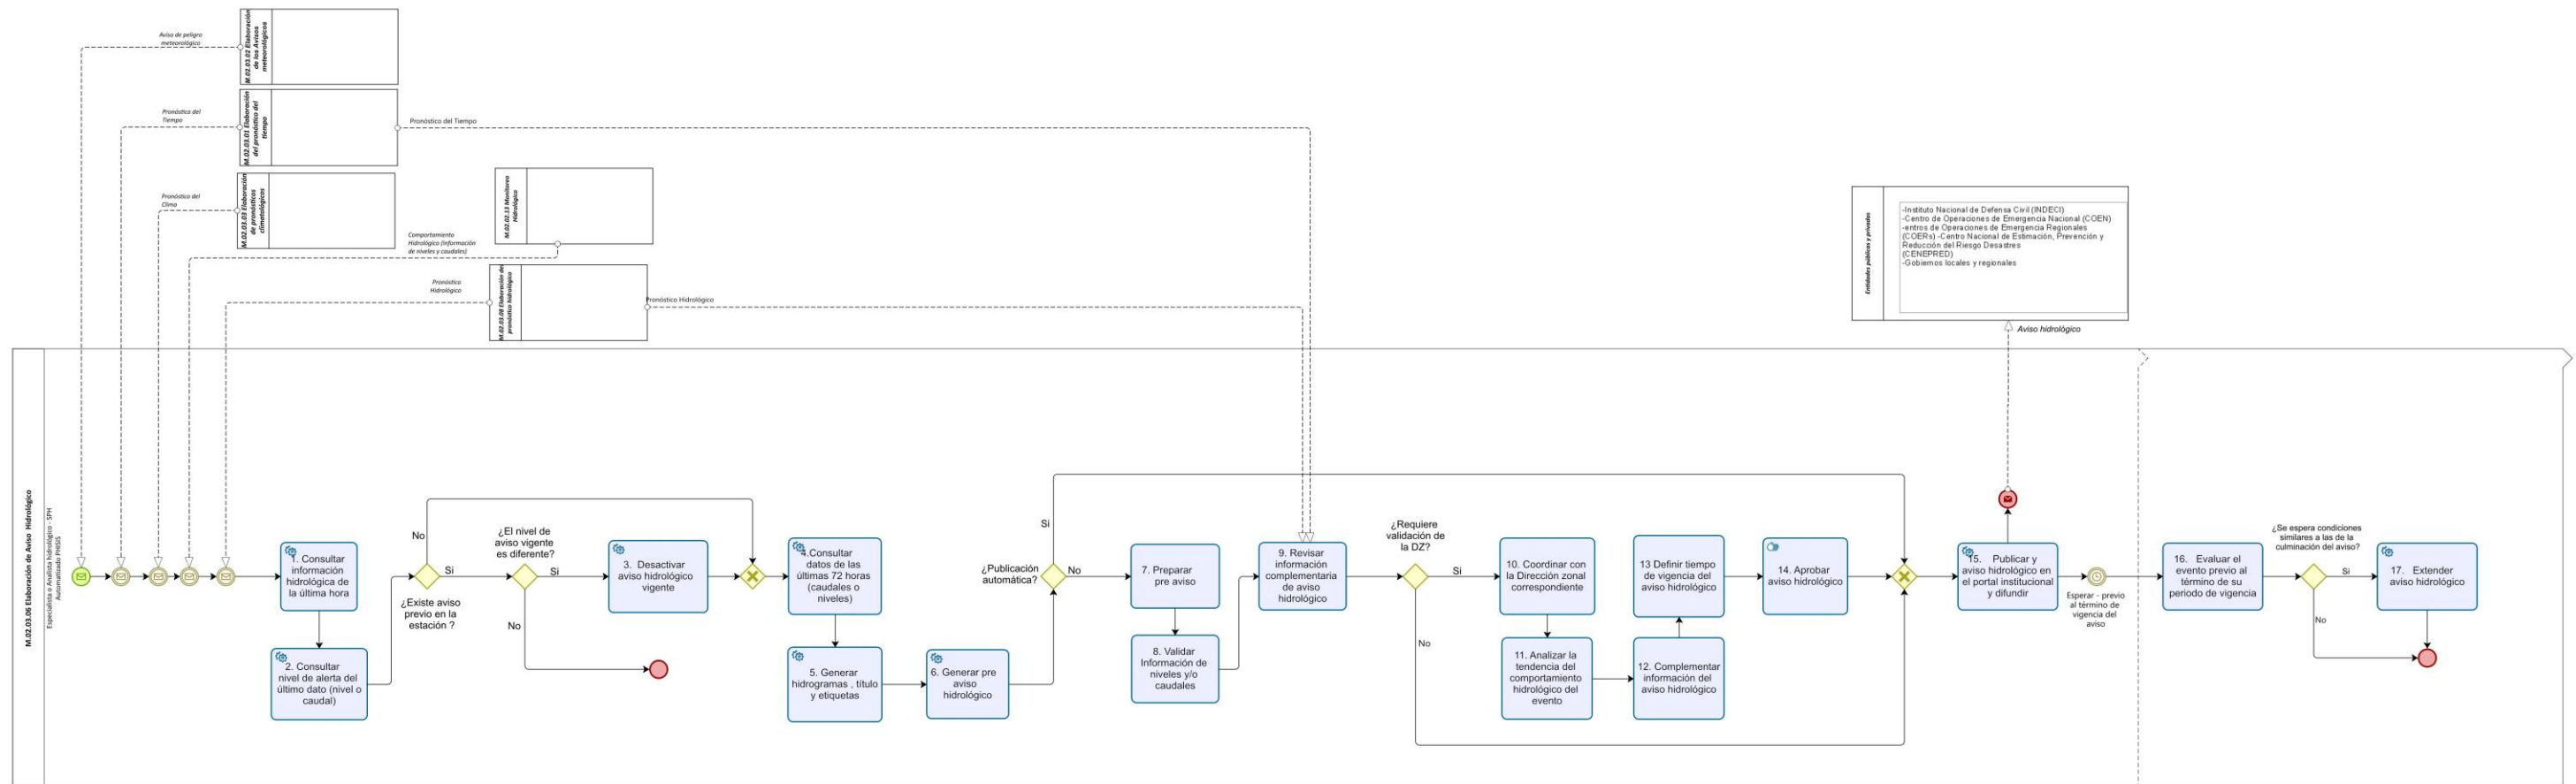 Aviso de peligro
meteorológico
M.02.03.02 Elaboración
de los Avisos
meteorológicos
Pronóstico del
Tiempo
M.02.03.01 Elaboración
del pronóstico del
tiempo
Pronóstico del Tiempo
Pronóstico del
Clima
M.02.03.03 Elaboración
de pronósticos
climatológicos
M.02.02.13 Monitoreo
Hidrológico
Comportamiento
Hidrológico (Información
de niveles y caudales)
Pronóstico
Hidrológico
M.02.03.08 Elaboración del
pronóstico hidrológico
Pronóstico Hidrológico
Entidades públicas y privadas
-Instituto Nacional de Defensa Civil (INDECI)
-Centro de Operaciones de Emergencia Nacional (COEN)
-entros de Operaciones de Emergencia Regionales
(COERs) -Centro Nacional de Estimación, Prevención y
Reducción del Riesgo Desastres
(CENEPRED)
-Gobiernos locales y regionales
Aviso hidrológico
M.02.03.06 Elaboración de Aviso Hidrológico
Especialista o Analista hidrológico - SPH
Automatizado PHISIS
1. Consultar
información
hidrológica de
la última hora
2. Consultar
nivel de alerta del
último dato (nivel o
caudal)
No
Si
¿Existe aviso
previo en la
estación ?
¿El nivel de
aviso vigente
es diferente?
Si
No
3. Desactivar
aviso hidrológico
vigente
4.Consultar
datos de las
últimas 72 horas
(caudales o
niveles)
5. Generar
hidrogramas , título
y etiquetas
6. Generar pre
aviso
hidrológico
¿Publicación
automática?
Si
No
7. Preparar
pre aviso
8. Validar
Información de
niveles y/o
caudales
9. Revisar
información
complementaria
de aviso
hidrológico
¿Requiere
validación de
la DZ?
Si
No
10. Coordinar con
la Dirección zonal
correspondiente
11. Analizar la
tendencia del
comportamiento
hidrológico del
evento
12. Complementar
información del
aviso hidrológico
13 Definir tiempo
de vigencia del
aviso hidrológico
14. Aprobar
aviso hidrológico
15. Publicar y
aviso hidrológico en
el portal institucional
y difundir
Esperar - previo
al término de
vigencia del
aviso
16. Evaluar el
evento previo al
término de su
periodo de vigencia
¿Se espera condiciones
similares a las de la
culminación del aviso?
Si
No
17. Extender
aviso hidrológico